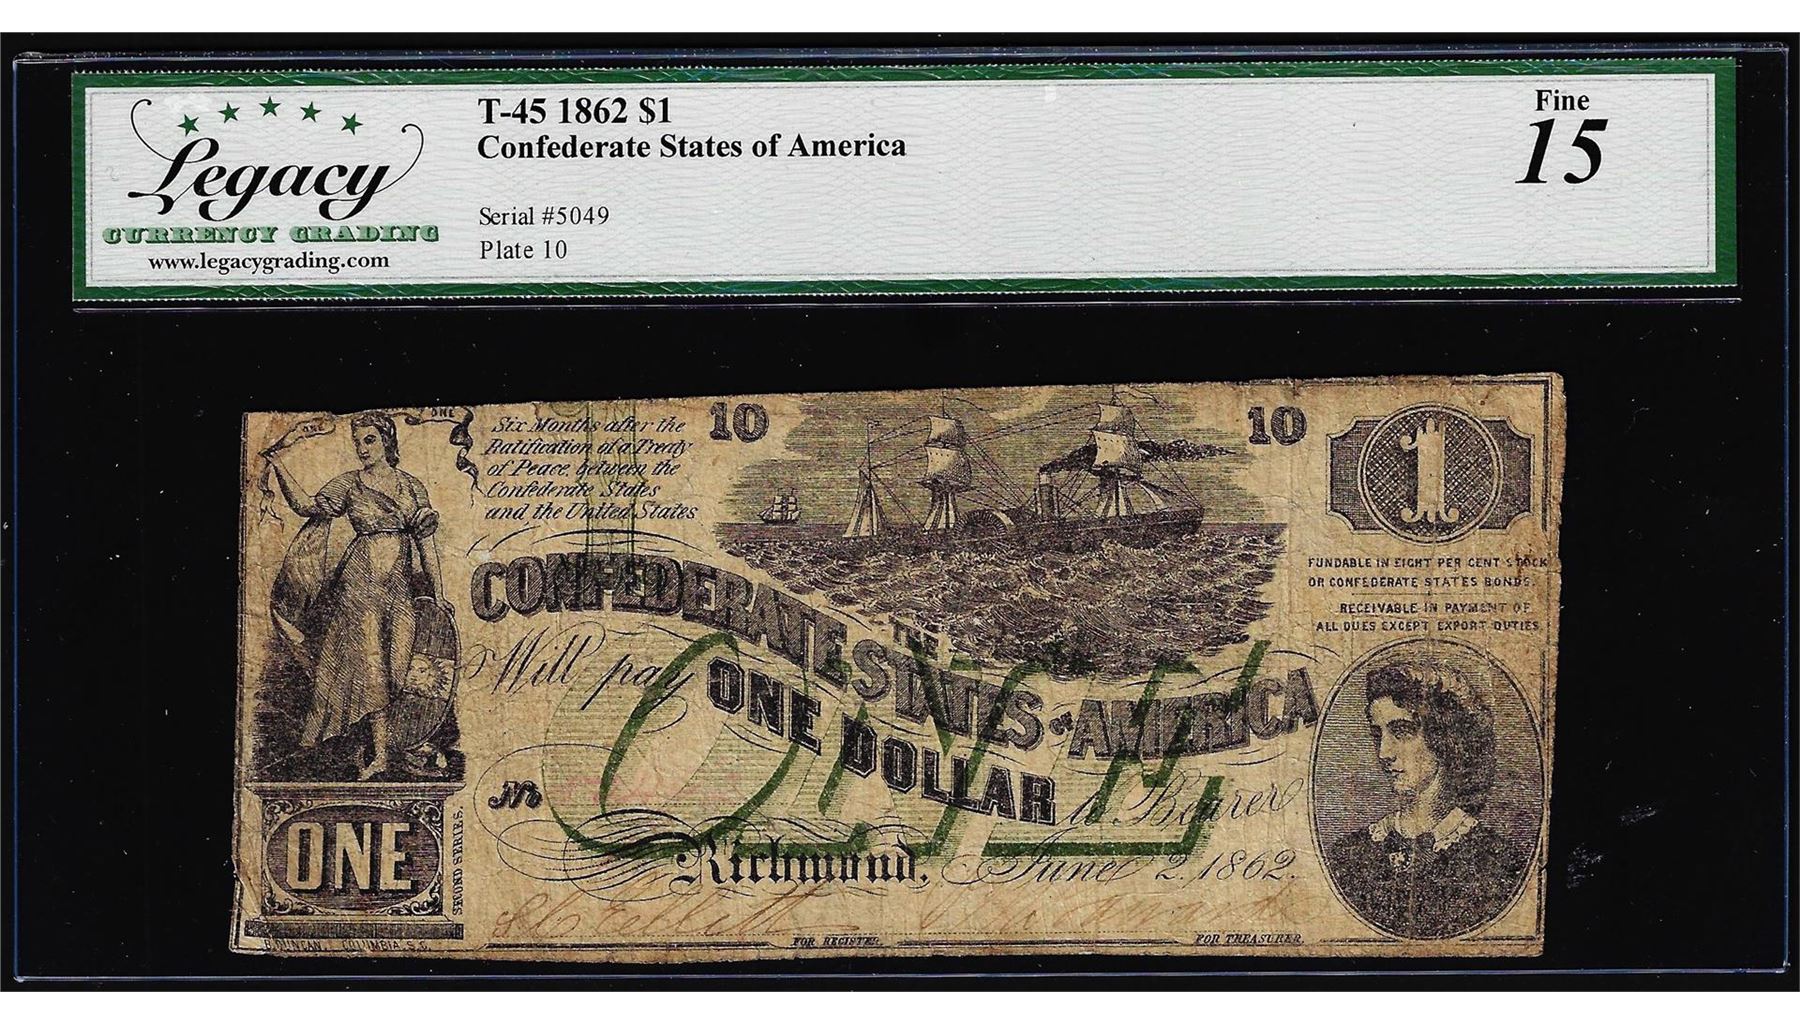 Legacy
CURRENCY GRADING
www.legacygrading.com
T-45 1862 $1
Confederate States of America
Serial #5049
Plate 10
Fine
15
ONE
ONE
Six Months after the
Ratification of a Treaty
of Peace, between the
Confederate States
and the United States
10
10
1
FUNDABLE IN EIGHT PER CENT STOCK
OR CONFEDERATE STATES BONDS.
RECEIVABLE IN PAYMENT OF
ALL DUES EXCEPT EXPORT DUTIES
THE
CONFEDERATE STATES OF AMERICA
Will pay ONE DOLLAR to Bearer
ONE
No
Richmond, June 2, 1862.
ONE
SECOND SERIES.
B. DUNCAN, COLUMBIA, S.C.
FOR REGISTER.
FOR TREASURER.